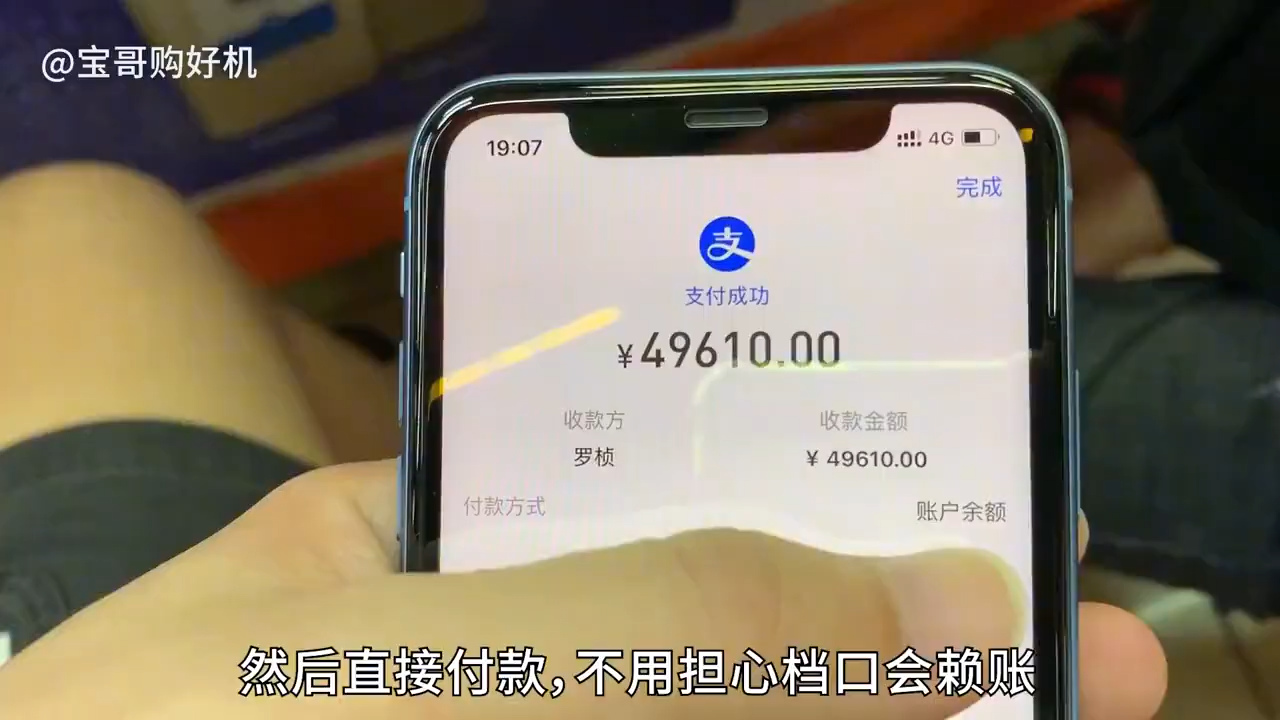 @宝哥购好机
19:07
4G
完成
支
支付成功
¥49610.00
收款方
收款金额
罗桢
¥ 49610.00
付款方式
账户余额
然后直接付款,不用担心档口会赖账